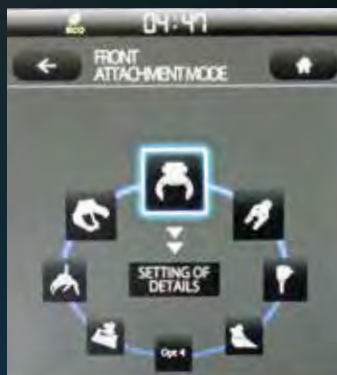 ECO
04:47
FRONT
ATTACHMENT MODE
SETTING OF
DETAILS
Opt 4